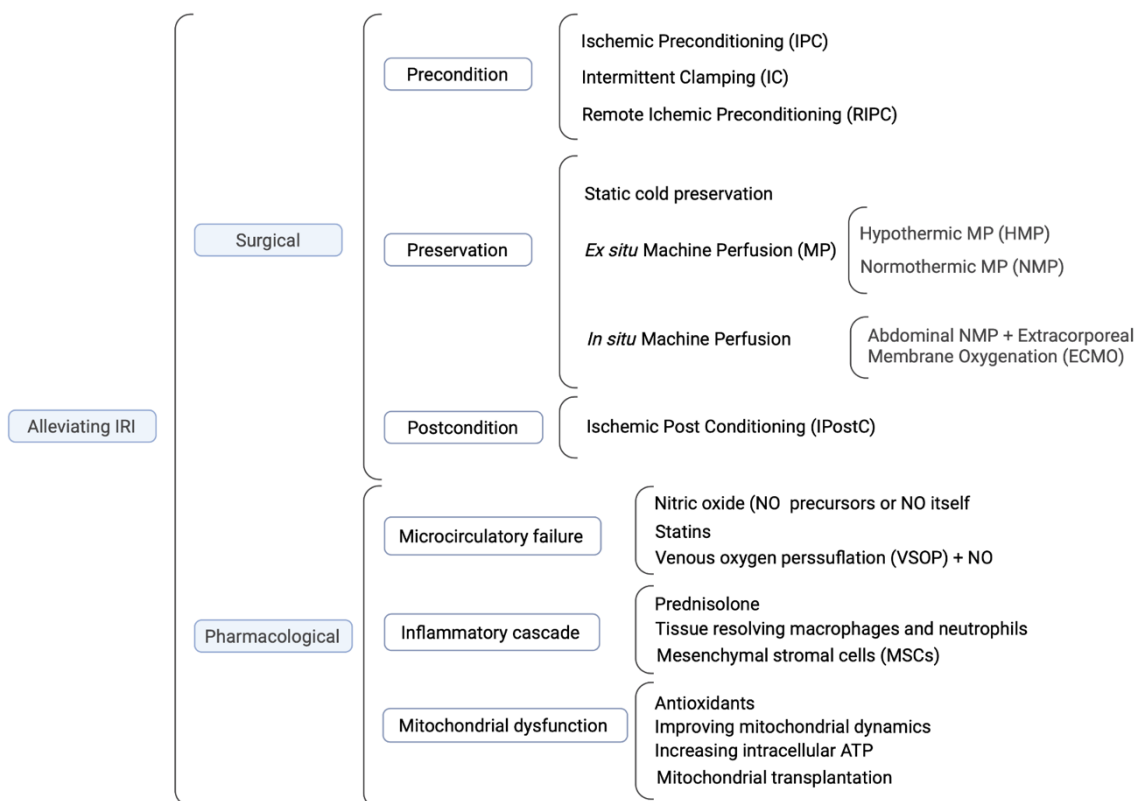 Alleviating IRI
Surgical
Precondition
Ischemic Preconditioning (IPC)
Intermittent Clamping (IC)
Remote Ichemic Preconditioning (RIPC)
Preservation
Static cold preservation
Ex situ Machine Perfusion (MP)
Hypothermic MP (HMP)
Normothermic MP (NMP)
In situ Machine Perfusion
Abdominal NMP + Extracorporeal
Membrane Oxygenation (ECMO)
Postcondition
Ischemic Post Conditioning (IPostC)
Pharmacological
Microcirculatory failure
Nitric oxide (NO  precursors or NO itself
Statins
Venous oxygen perssuflation (VSOP) + NO
Inflammatory cascade
Prednisolone
Tissue resolving macrophages and neutrophils
Mesenchymal stromal cells (MSCs)
Mitochondrial dysfunction
Antioxidants
Improving mitochondrial dynamics
Increasing intracellular ATP
Mitochondrial transplantation